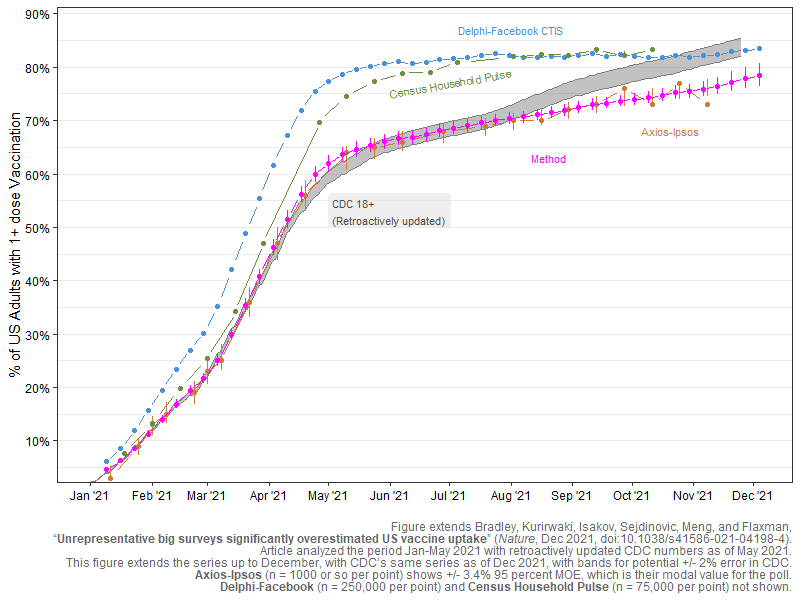 90%
80%
70%
60%
50%
40%
30%
20%
10%
% of US Adults with 1+ dose Vaccination
Delphi-Facebook CTIS
Census Household Pulse
Axios-Ipsos
Method
CDC 18+
(Retroactively updated)
Jan '21 Feb '21 Mar '21 Apr '21 May '21 Jun '21 Jul '21 Aug '21 Sep '21 Oct '21 Nov '21 Dec '21
Figure extends Bradley, Kuriwaki, Isakov, Sejdinovic, Meng, and Flaxman,
“Unrepresentative big surveys significantly overestimated US vaccine uptake” (Nature, Dec 2021, doi:10.1038/s41586-021-04198-4).
Article analyzed the period Jan-May 2021 with retroactively updated CDC numbers as of May 2021.
This figure extends the series up to December, with CDC's same series as of Dec 2021, with bands for potential +/- 2% error in CDC.
Axios-Ipsos (n = 1000 or so per point) shows +/- 3.4% 95 percent MOE, which is their modal value for the poll.
Delphi-Facebook (n = 250,000 per point) and Census Household Pulse (n = 75,000 per point) not shown.